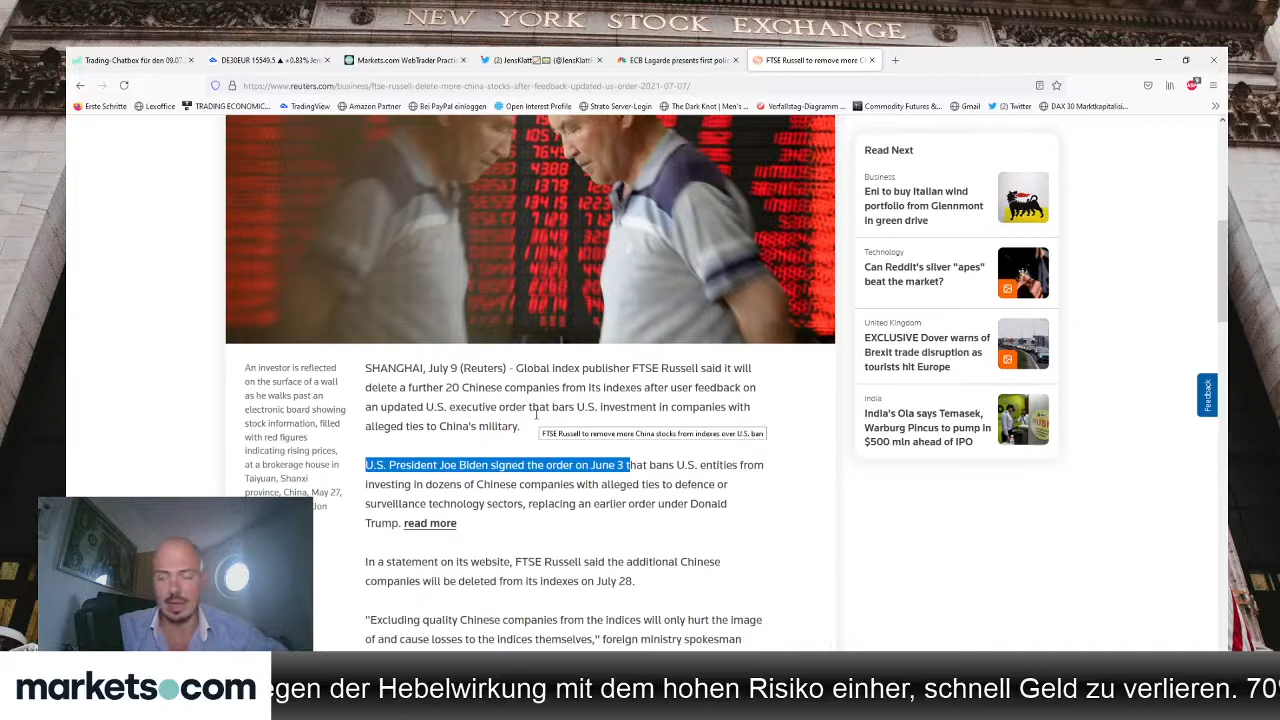 NEW YORK STOCK EXCHANGE
Trading-Chatbox für den 09.07.
DE30EUR 15549.5 ▲ +0.83%
Markets.com WebTrader Practic
(2) JensKlatt
(@JensKlattF
ECB Lagarde presents first poli
FTSE Russell to remove more C
https://www.reuters.com/business/ftse-russell-delete-more-china-stocks-after-feedback-updated-us-order-2021-07-07/
Erste Schritte
Lexoffice
TRADING ECONOMIC...
TradingView
Amazon Partner
Bei PayPal einloggen
Open Interest Profile
Strato Server-Login
The Dark Knot | Men's ...
Verfallstag-Diagramm ...
Commodity Futures &...
Gmail
(2) Twitter
DAX 30 Marktkapitalisi...
Read Next
Business
Eni to buy Italian wind
portfolio from Glennmont
in green drive
Technology
Can Reddit's silver "apes"
beat the market?
United Kingdom
EXCLUSIVE Dover warns of
Brexit trade disruption as
tourists hit Europe
India
India's Ola says Temasek,
Warburg Pincus to pump in
$500 mln ahead of IPO
Feedback
An investor is reflected
on the surface of a wall
as he walks past an
electronic board showing
stock information, filled
with red figures
indicating rising prices,
at a brokerage house in
Taiyuan, Shanxi
province, China, May 27,
Jon
SHANGHAI, July 9 (Reuters) - Global index publisher FTSE Russell said it will
delete a further 20 Chinese companies from its indexes after user feedback on
an updated U.S. executive order that bars U.S. investment in companies with
alleged ties to China's military.
FTSE Russell to remove more China stocks from indexes over U.S. ban
U.S. President Joe Biden signed the order on June 3 that bans U.S. entities from
investing in dozens of Chinese companies with alleged ties to defence or
surveillance technology sectors, replacing an earlier order under Donald
Trump. read more
In a statement on its website, FTSE Russell said the additional Chinese
companies will be deleted from its indexes on July 28.
"Excluding quality Chinese companies from the indices will only hurt the image
of and cause losses to the indices themselves," foreign ministry spokesman
markets.com
egen der Hebelwirkung mit dem hohen Risiko einher, schnell Geld zu verlieren. 70